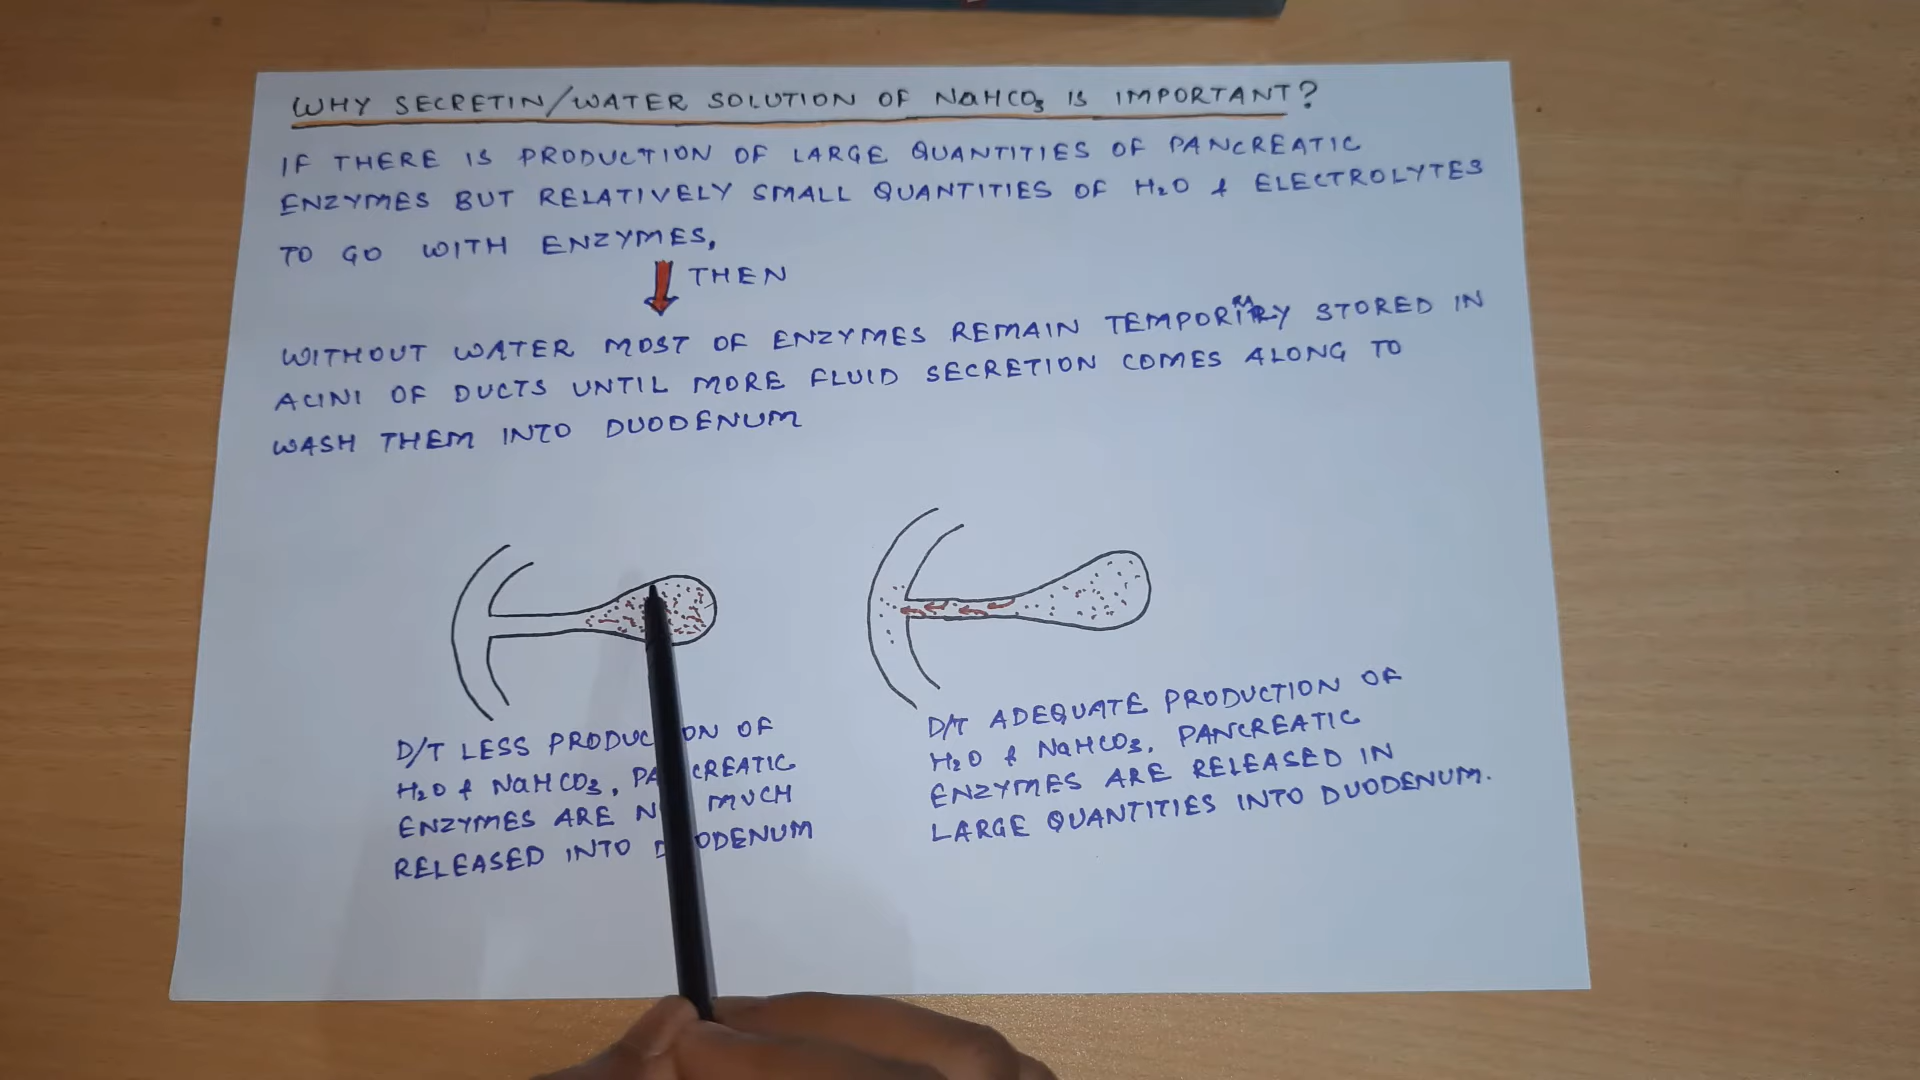 WHY SECRETIN/WATER SOLUTION OF NaHCO3 IS IMPORTANT?
IF THERE IS PRODUCTION OF LARGE QUANTITIES OF PANCREATIC
ENZYMES BUT RELATIVELY SMALL QUANTITIES OF H2O & ELECTROLYTES
TO GO WITH ENZYMES,
THEN
WITHOUT WATER MOST OF ENZYMES REMAIN STORED IN
ACINI OF DUCTS UNTIL MORE FLUID SECRETION COMES ALONG TO
WASH THEM INTO DUODENUM
D/T LESS PRODUC ON OF
H2O & NaHCO3, PA CREATIC
ENZYMES ARE N MUCH
RELEASED INTO D ODENUM
D/T ADEQUATE PRODUCTION OF
H2O & NaHCO3, PANCREATIC
ENZYMES ARE RELEASED IN
LARGE QUANTITIES INTO DUODENUM.